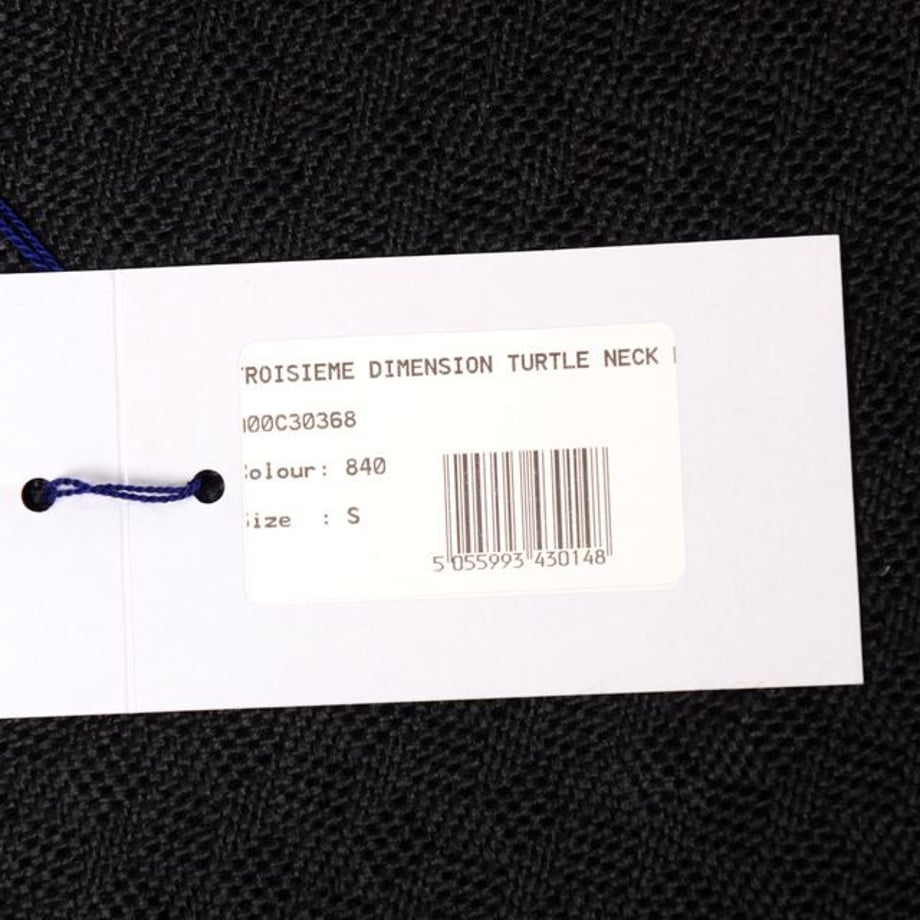 TROISIEME DIMENSION TURTLE NECK
00C30368
Colour: 840
Size : S
5 055993 430148